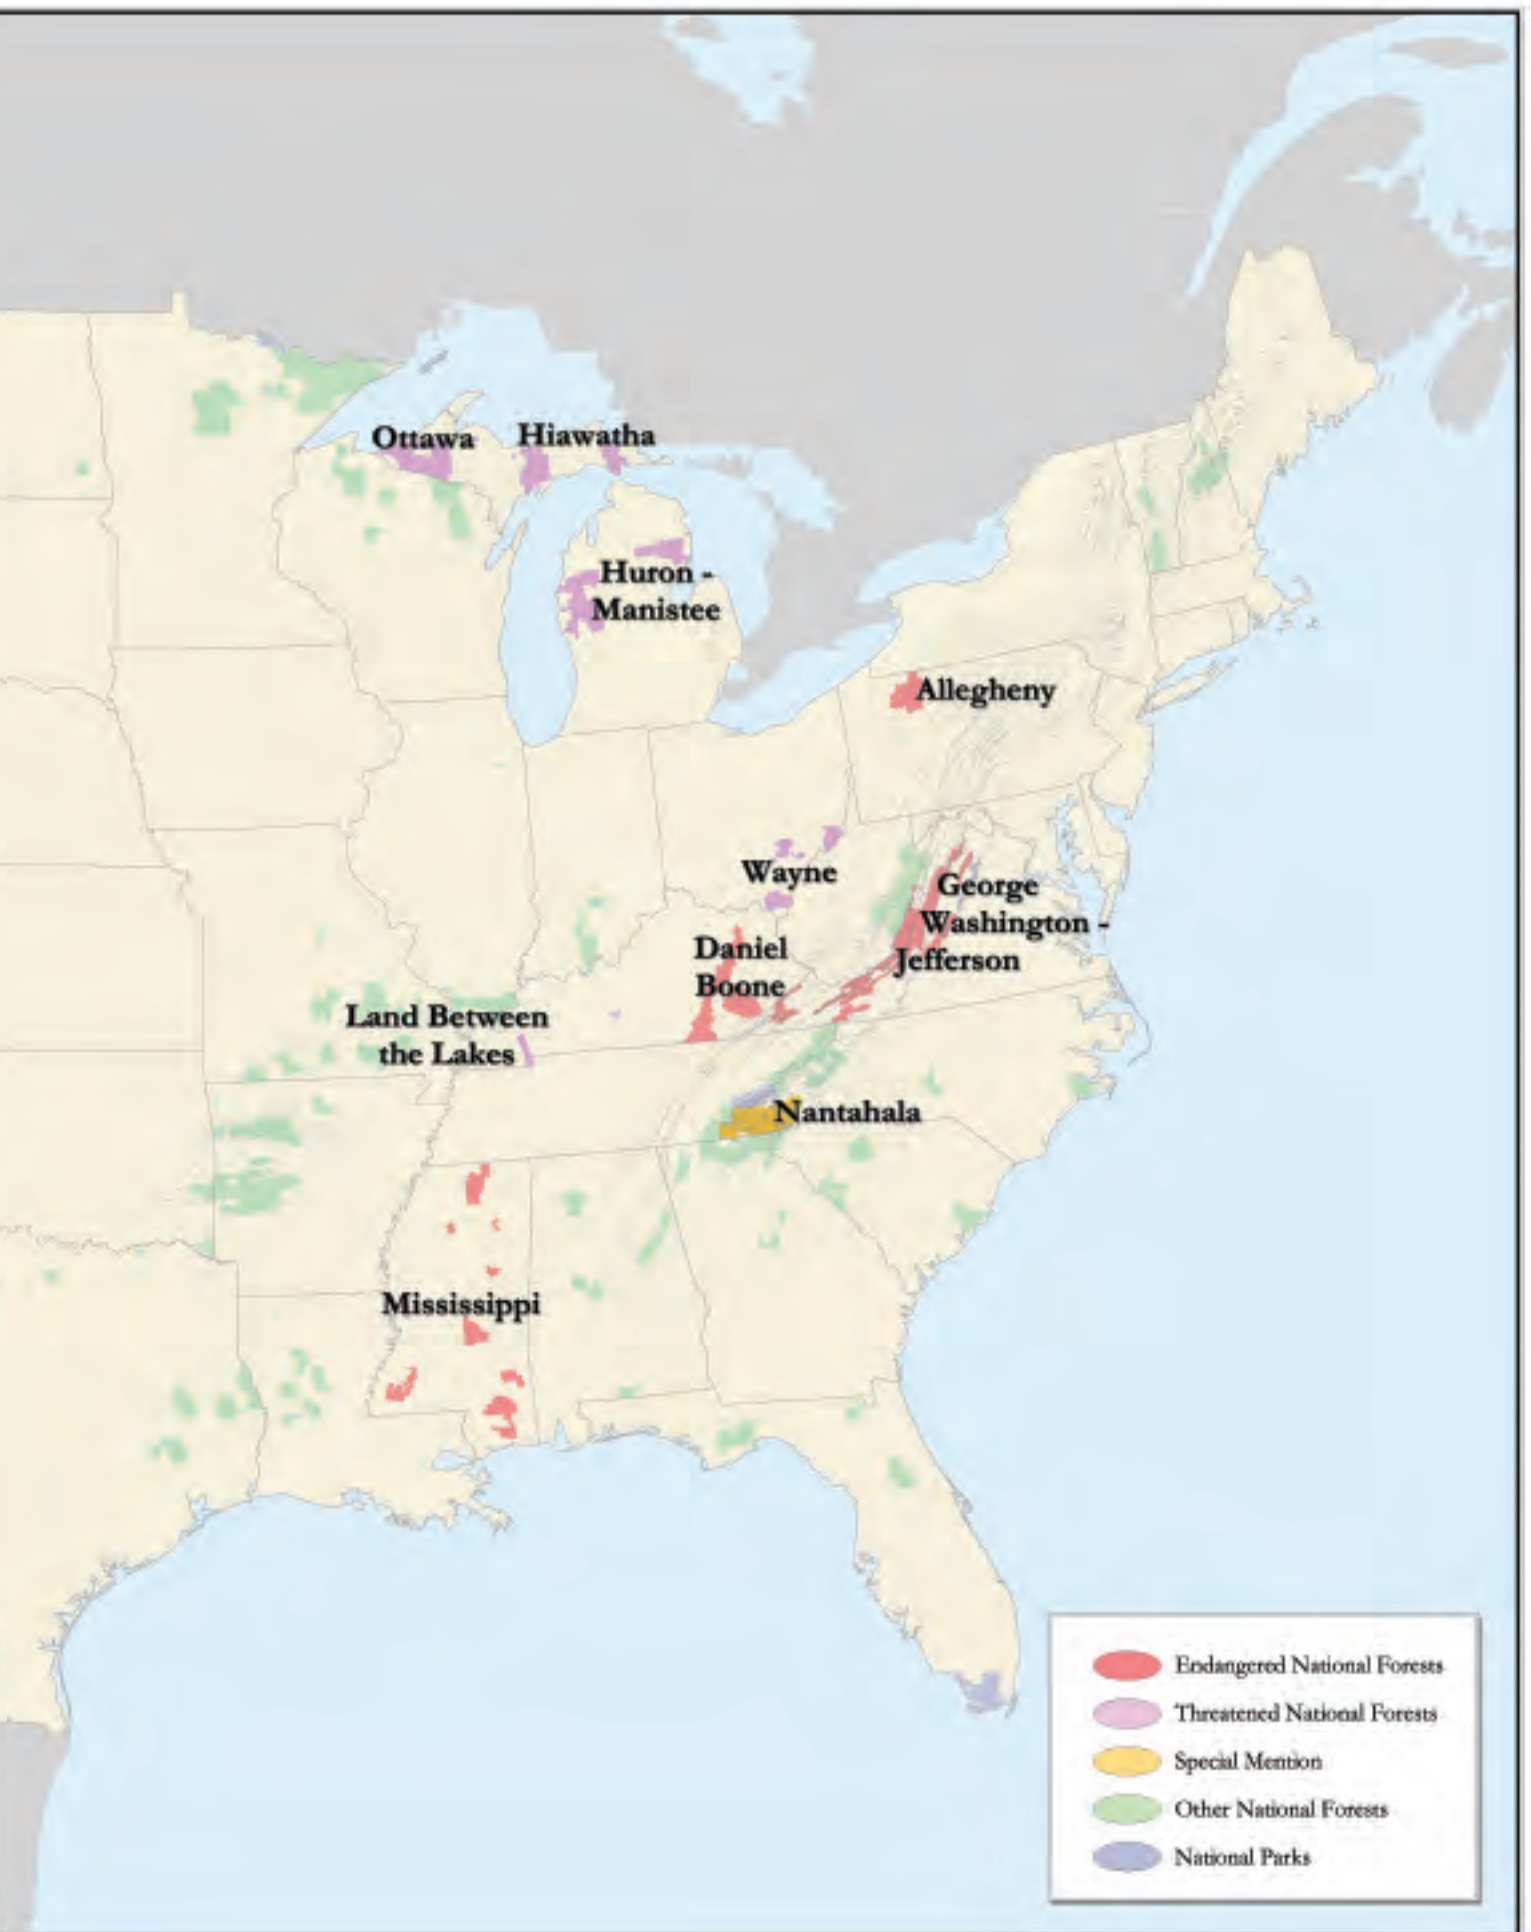 Ottawa
Hiawatha
Huron -
Manistee
Allegheny
Wayne
George
Washington -
Jefferson
Daniel
Boone
Land Between
the Lakes
Nantahala
Mississippi
Endangered National Forests
Threatened National Forests
Special Mention
Other National Forests
National Parks